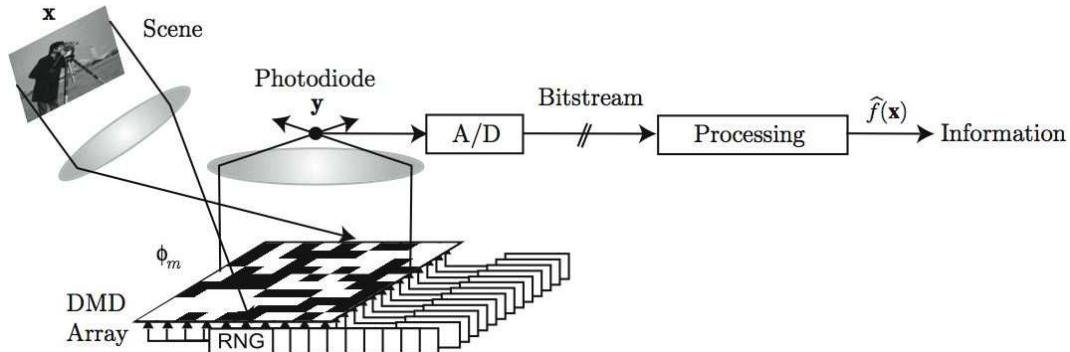 x
Scene
Photodiode
y
A/D
Bitstream
Processing
f̂(x)
Information
ϕm
DMD
Array
RNG